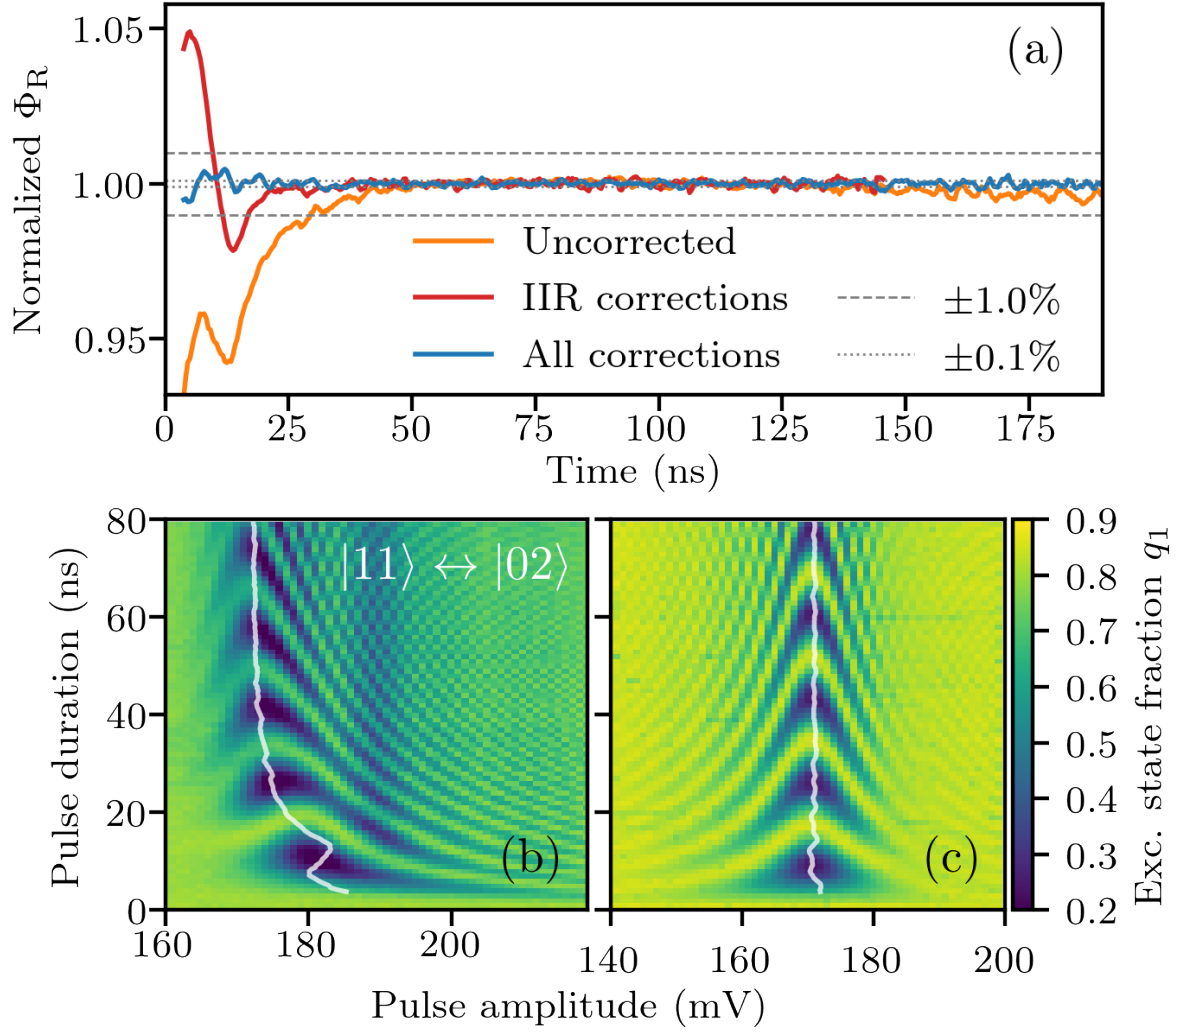 (a)
Normalized Φ_R
1.05
1.00
0.95
Uncorrected
IIR corrections
All corrections
±1.0%
±0.1%
0 25 50 75 100 125 150 175
Time (ns)
|11⟩ ↔ |02⟩
Pulse duration (ns)
80
60
40
20
0
(b)
(c)
160 180 200
140 160 180 200
Pulse amplitude (mV)
0.9
0.8
0.7
0.6
0.5
0.4
0.3
0.2
Exc. state fraction q₁